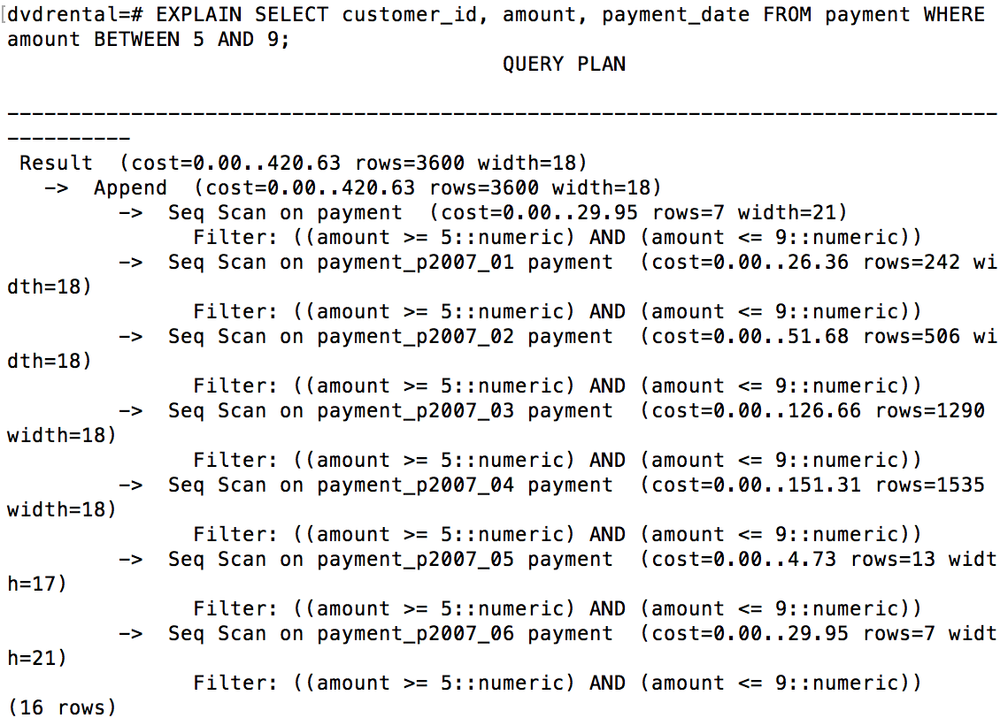 [dvdrental=# EXPLAIN SELECT customer_id, amount, payment_date FROM payment WHERE
amount BETWEEN 5 AND 9;
QUERY PLAN
--------------------------------------------------------------------------------
----------
Result  (cost=0.00..420.63 rows=3600 width=18)
->  Append  (cost=0.00..420.63 rows=3600 width=18)
->  Seq Scan on payment  (cost=0.00..29.95 rows=7 width=21)
Filter: ((amount >= 5::numeric) AND (amount <= 9::numeric))
->  Seq Scan on payment_p2007_01 payment  (cost=0.00..26.36 rows=242 wi
dth=18)
Filter: ((amount >= 5::numeric) AND (amount <= 9::numeric))
->  Seq Scan on payment_p2007_02 payment  (cost=0.00..51.68 rows=506 wi
dth=18)
Filter: ((amount >= 5::numeric) AND (amount <= 9::numeric))
->  Seq Scan on payment_p2007_03 payment  (cost=0.00..126.66 rows=1290
width=18)
Filter: ((amount >= 5::numeric) AND (amount <= 9::numeric))
->  Seq Scan on payment_p2007_04 payment  (cost=0.00..151.31 rows=1535
width=18)
Filter: ((amount >= 5::numeric) AND (amount <= 9::numeric))
->  Seq Scan on payment_p2007_05 payment  (cost=0.00..4.73 rows=13 widt
h=17)
Filter: ((amount >= 5::numeric) AND (amount <= 9::numeric))
->  Seq Scan on payment_p2007_06 payment  (cost=0.00..29.95 rows=7 widt
h=21)
Filter: ((amount >= 5::numeric) AND (amount <= 9::numeric))
(16 rows)